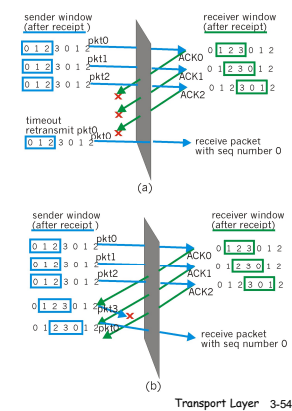 sender window
(after receipt )
receiver window
(after receipt)
0 1 2 3 0 1 2
pkt0
0 1 2 3 0 1 2
ACK0
0 1 2 3 0 1 2
pkt1
0 1 2 3 0 1 2
ACK1
0 1 2 3 0 1 2
pkt2
0 1 2 3 0 1 2
ACK2
timeout
retransmit pkt0
0 1 2 3 0 1 2
pkt0
receive packet
with seq number 0
(a)
sender window
(after receipt )
receiver window
(after receipt)
0 1 2 3 0 1 2
pkt0
0 1 2 3 0 1 2
ACK0
0 1 2 3 0 1 2
pkt1
0 1 2 3 0 1 2
ACK1
0 1 2 3 0 1 2
pkt2
0 1 2 3 0 1 2
ACK2
0 1 2 3 0 1 2
pkt3
0 1 2 3 0 1 2
pkt0
receive packet
with seq number 0
(b)
Transport Layer 3-54